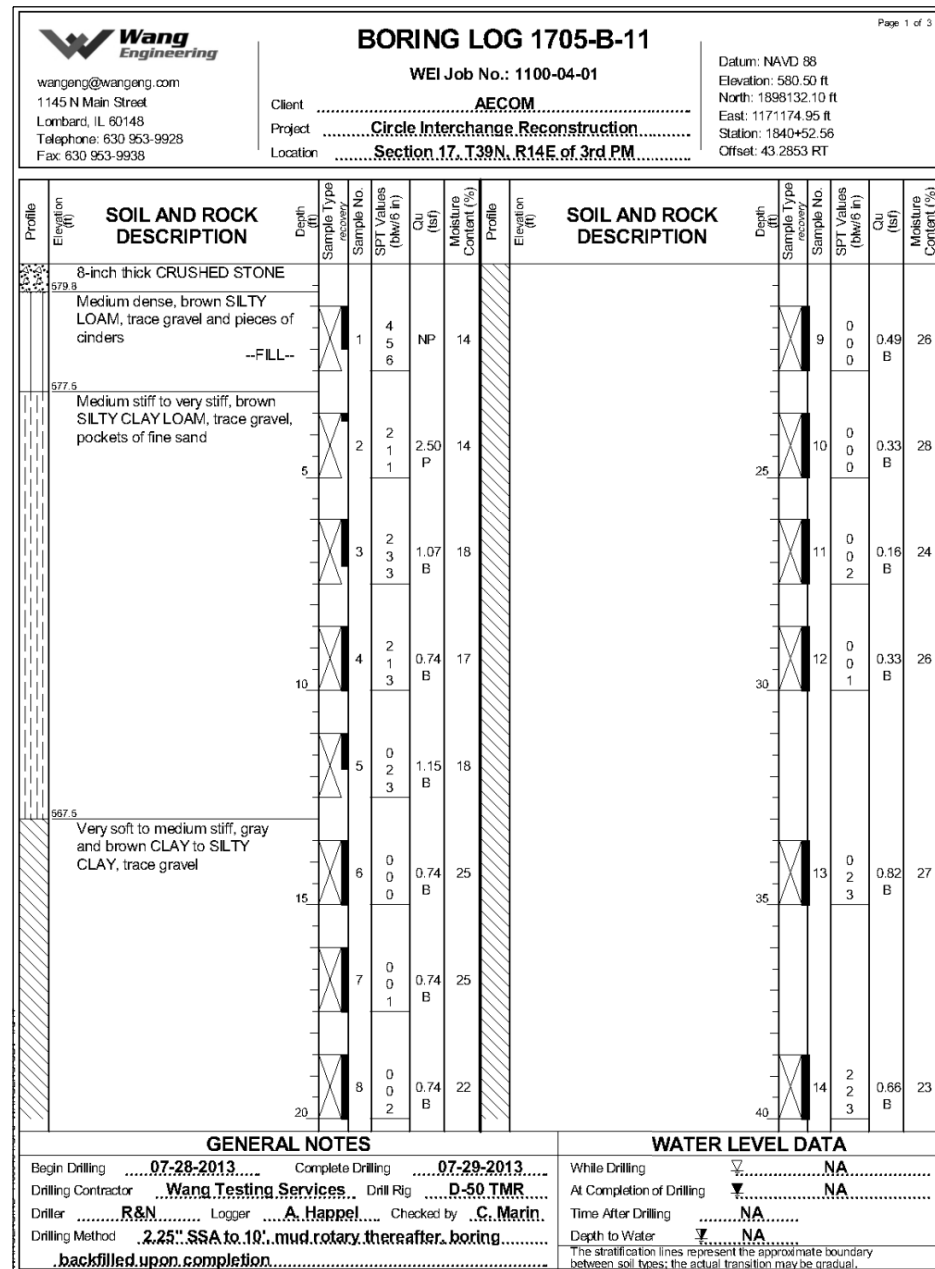 Page 1 of 3
Wang
Engineering
wangeng@wangeng.com
1145 N Main Street
Lombard, IL 60148
Telephone: 630 953-9928
Fax: 630 953-9938
BORING LOG 1705-B-11
WEI Job No.: 1100-04-01
Client AECOM
Project Circle Interchange Reconstruction
Location Section 17, T39N, R14E of 3rd PM
Datum: NAVD 88
Elevation: 580.50 ft
North: 1898132.10 ft
East: 1171174.95 ft
Station: 1840+52.56
Offset: 43.2853 RT
Profile
Elevation (ft)
SOIL AND ROCK
DESCRIPTION
Depth (ft)
Sample Type
recovery
Sample No.
SPT Values (blw/6 in)
Qu (tsf)
Moisture Content (%)
Profile
Elevation (ft)
SOIL AND ROCK
DESCRIPTION
Depth (ft)
Sample Type
recovery
Sample No.
SPT Values (blw/6 in)
Qu (tsf)
Moisture Content (%)
8-inch thick CRUSHED STONE
579.8
Medium dense, brown SILTY
LOAM, trace gravel and pieces of
cinders
--FILL--
1 4 5 6 NP 14
577.5
Medium stiff to very stiff, brown
SILTY CLAY LOAM, trace gravel,
pockets of fine sand
2 2 1 1 2.50 P 14
5
3 2 3 3 1.07 B 18
4 2 1 3 0.74 B 17
10
5 0 2 3 1.15 B 18
567.5
Very soft to medium stiff, gray
and brown CLAY to SILTY
CLAY, trace gravel
6 0 0 0 0.74 B 25
15
7 0 0 1 0.74 B 25
8 0 0 2 0.74 B 22
20
9 0 0 0 0.49 B 26
10 0 0 0 0.33 B 28
25
11 0 0 2 0.16 B 24
12 0 0 1 0.33 B 26
30
13 0 2 3 0.82 B 27
35
14 2 2 3 0.66 B 23
40
GENERAL NOTES
Begin Drilling 07-28-2013 Complete Drilling 07-29-2013
Drilling Contractor Wang Testing Services Drill Rig D-50 TMR
Driller R&N Logger A. Happel Checked by C. Marin
Drilling Method 2.25" SSA to 10', mud rotary thereafter, boring
backfilled upon completion
WATER LEVEL DATA
While Drilling NA
At Completion of Drilling NA
Time After Drilling NA
Depth to Water NA
The stratification lines represent the approximate boundary
between soil types; the actual transition may be gradual.